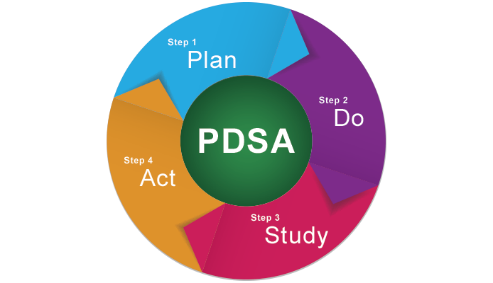 Step 1
Plan
Step 2
Do
PDSA
Step 4
Act
Step 3
Study